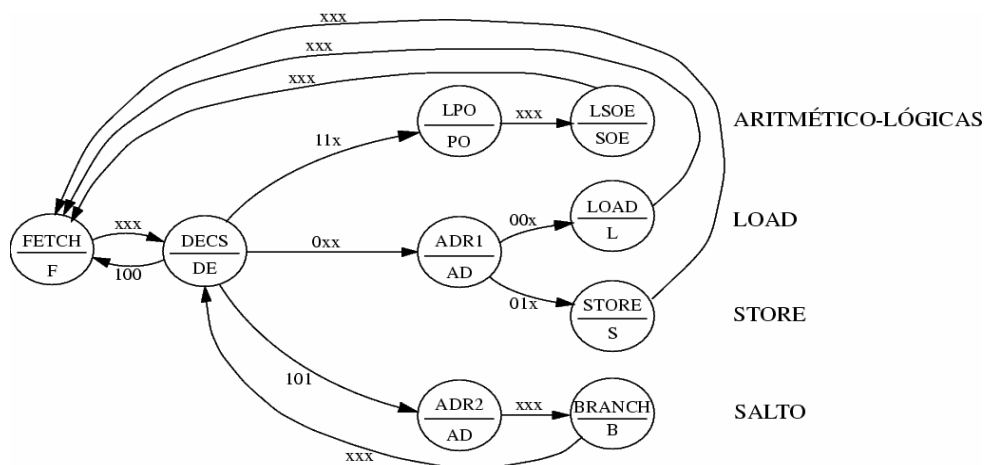 xxx
xxx
xxx
LPO
PO
xxx
LSOE
SOE
ARITMÉTICO-LÓGICAS
11x
FETCH
F
xxx
100
DECS
DE
0xx
ADR1
AD
00x
LOAD
L
LOAD
01x
STORE
S
STORE
101
ADR2
AD
xxx
BRANCH
B
SALTO
xxx